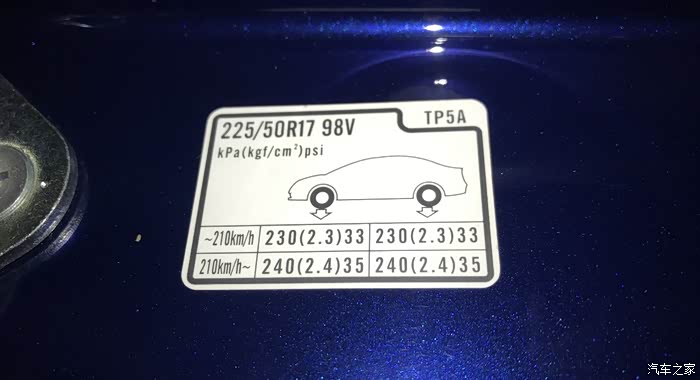 225/50R17 98V
TP5A
kPa(kgf/cm²)psi
~210km/h 230(2.3)33 230(2.3)33
210km/h~ 240(2.4)35 240(2.4)35
汽车之家